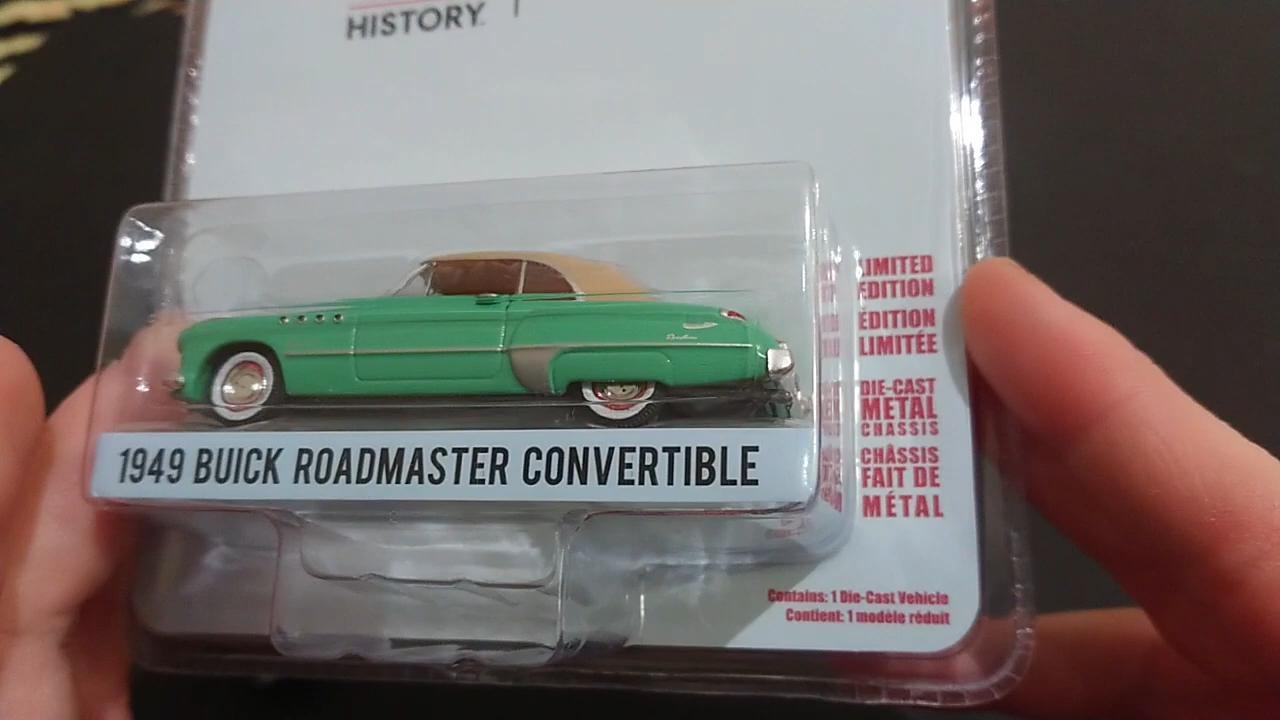 HISTORY
LIMITED
EDITION
ÉDITION
LIMITÉE
DIE-CAST
METAL
CHASSIS
CHÂSSIS
FAIT DE
MÉTAL
1949 BUICK ROADMASTER CONVERTIBLE
Contains: 1 Die-Cast Vehicle
Contient: 1 modèle réduit